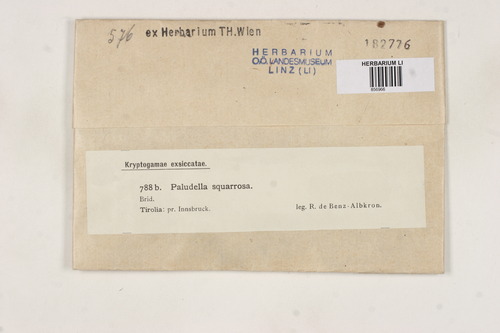 576 ex Herbarium TH.Wien
HERBARIUM
O.Ö. LANDESMUSEUM
LINZ (LI)
182776
HERBARIUM LI
Kryptogamae exsiccatae.
788 b. Paludella squarrosa.
Brid.
Tirolia: pr. Innsbruck.
leg. R. de Benz-Albkron.